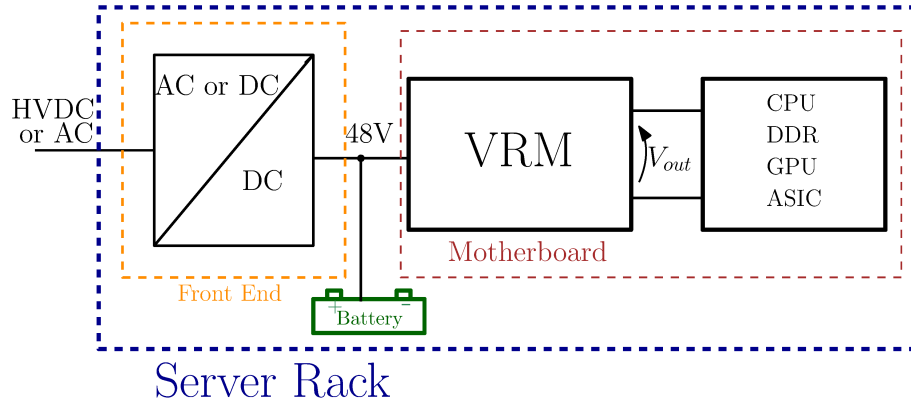 HVDC
or AC
AC or DC
DC
Front End
48V
+ -
Battery
VRM
Vout
CPU
DDR
GPU
ASIC
Motherboard
Server Rack